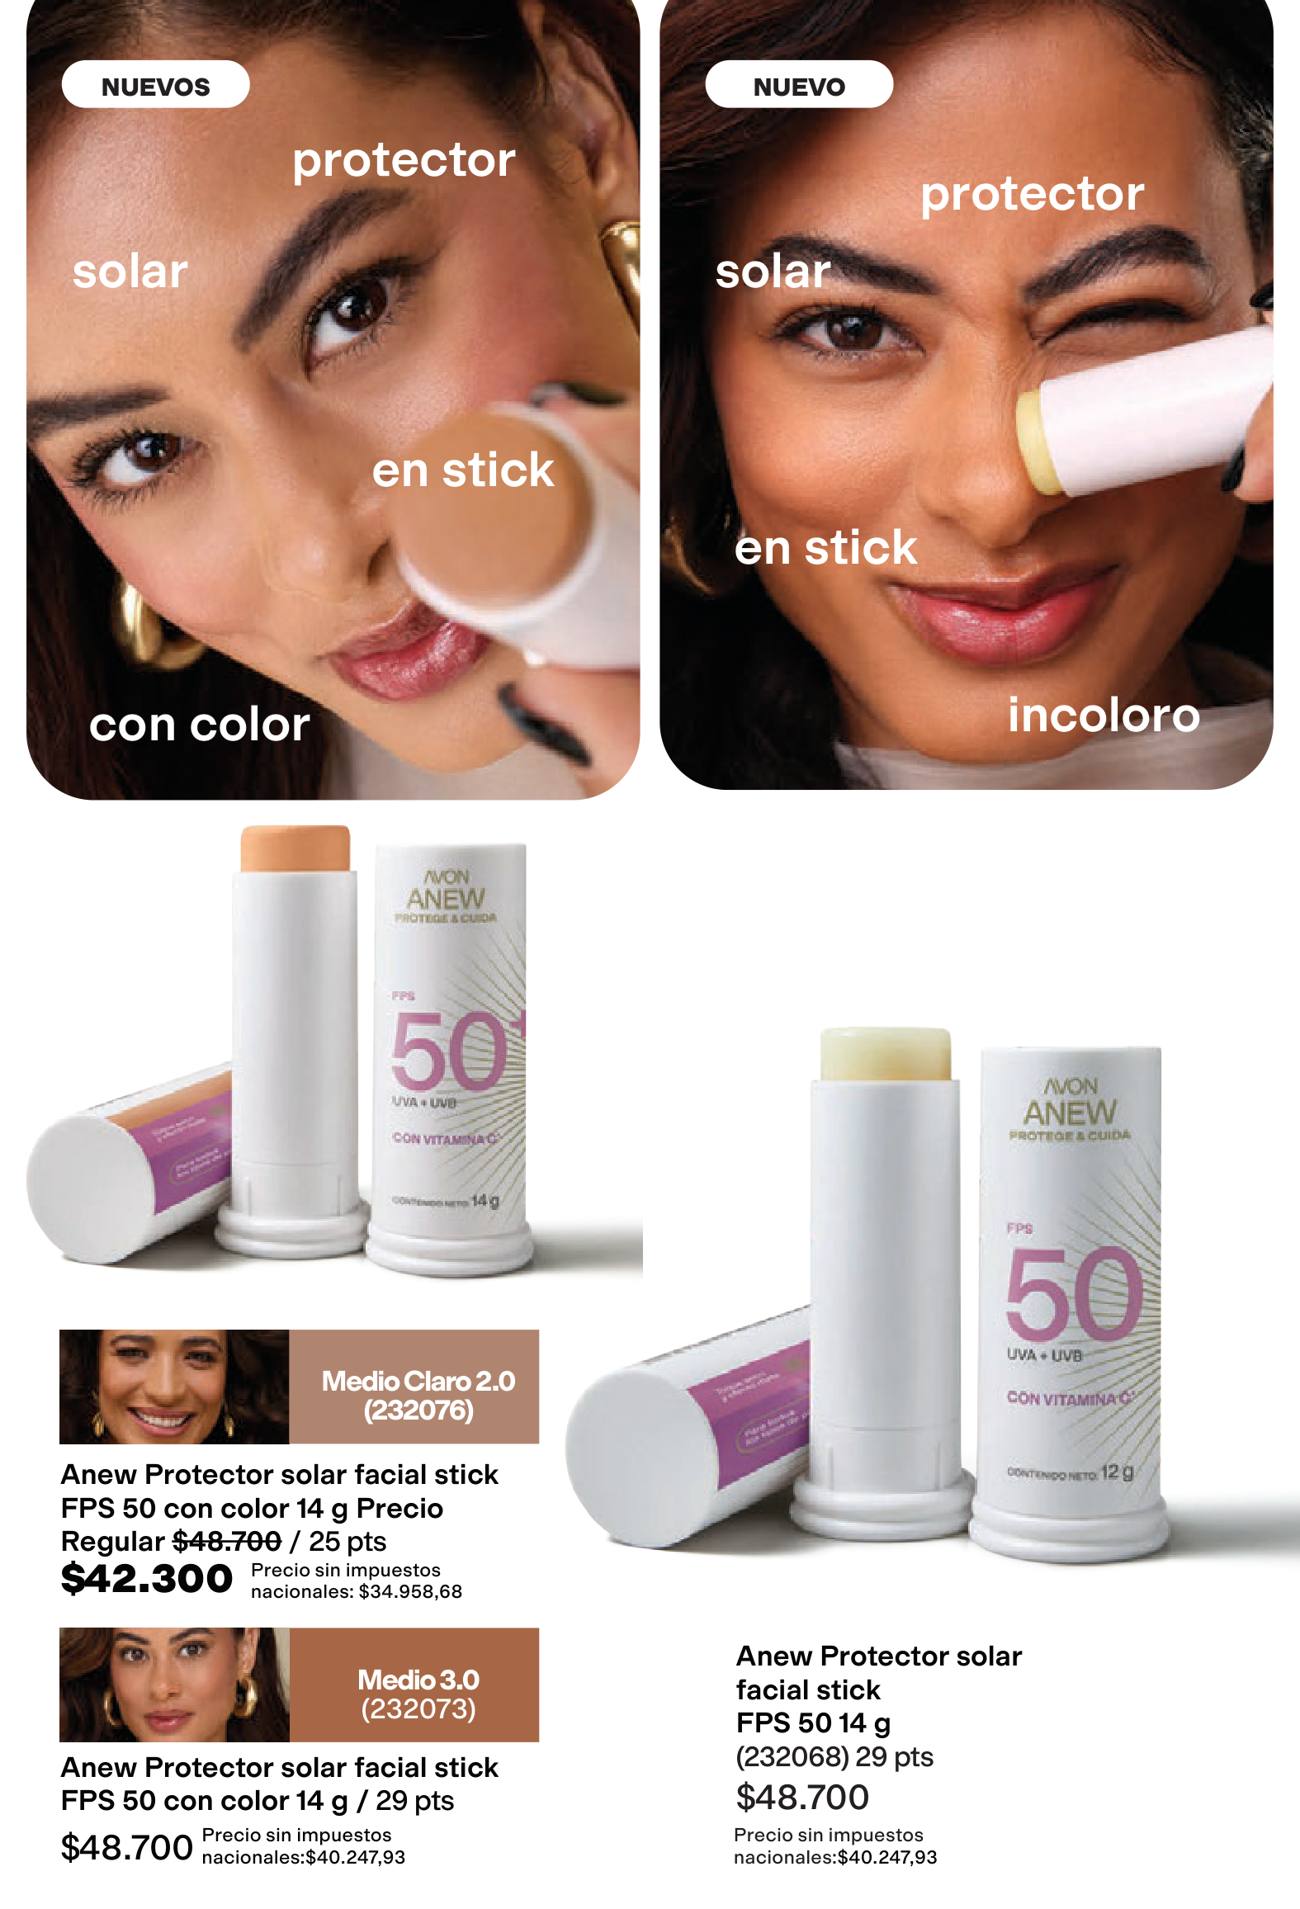 NUEVOS
protector
solar
en stick
con color
NUEVO
protector
solar
en stick
incoloro
AVON
ANEW
PROTEGE & CUIDA
FPS
50+
UVA + UVB
CON VITAMINA C*
CONTENIDO NETO: 14 g
AVON
ANEW
PROTEGE & CUIDA
FPS
50
UVA + UVB
CON VITAMINA C*
CONTENIDO NETO: 12 g
Medio Claro 2.0
(232076)
Anew Protector solar facial stick
FPS 50 con color 14 g Precio
Regular $48.700 / 25 pts
$42.300
Precio sin impuestos
nacionales: $34.958,68
Medio 3.0
(232073)
Anew Protector solar facial stick
FPS 50 con color 14 g / 29 pts
$48.700
Precio sin impuestos
nacionales:$40.247,93
Anew Protector solar
facial stick
FPS 50 14 g
(232068) 29 pts
$48.700
Precio sin impuestos
nacionales:$40.247,93